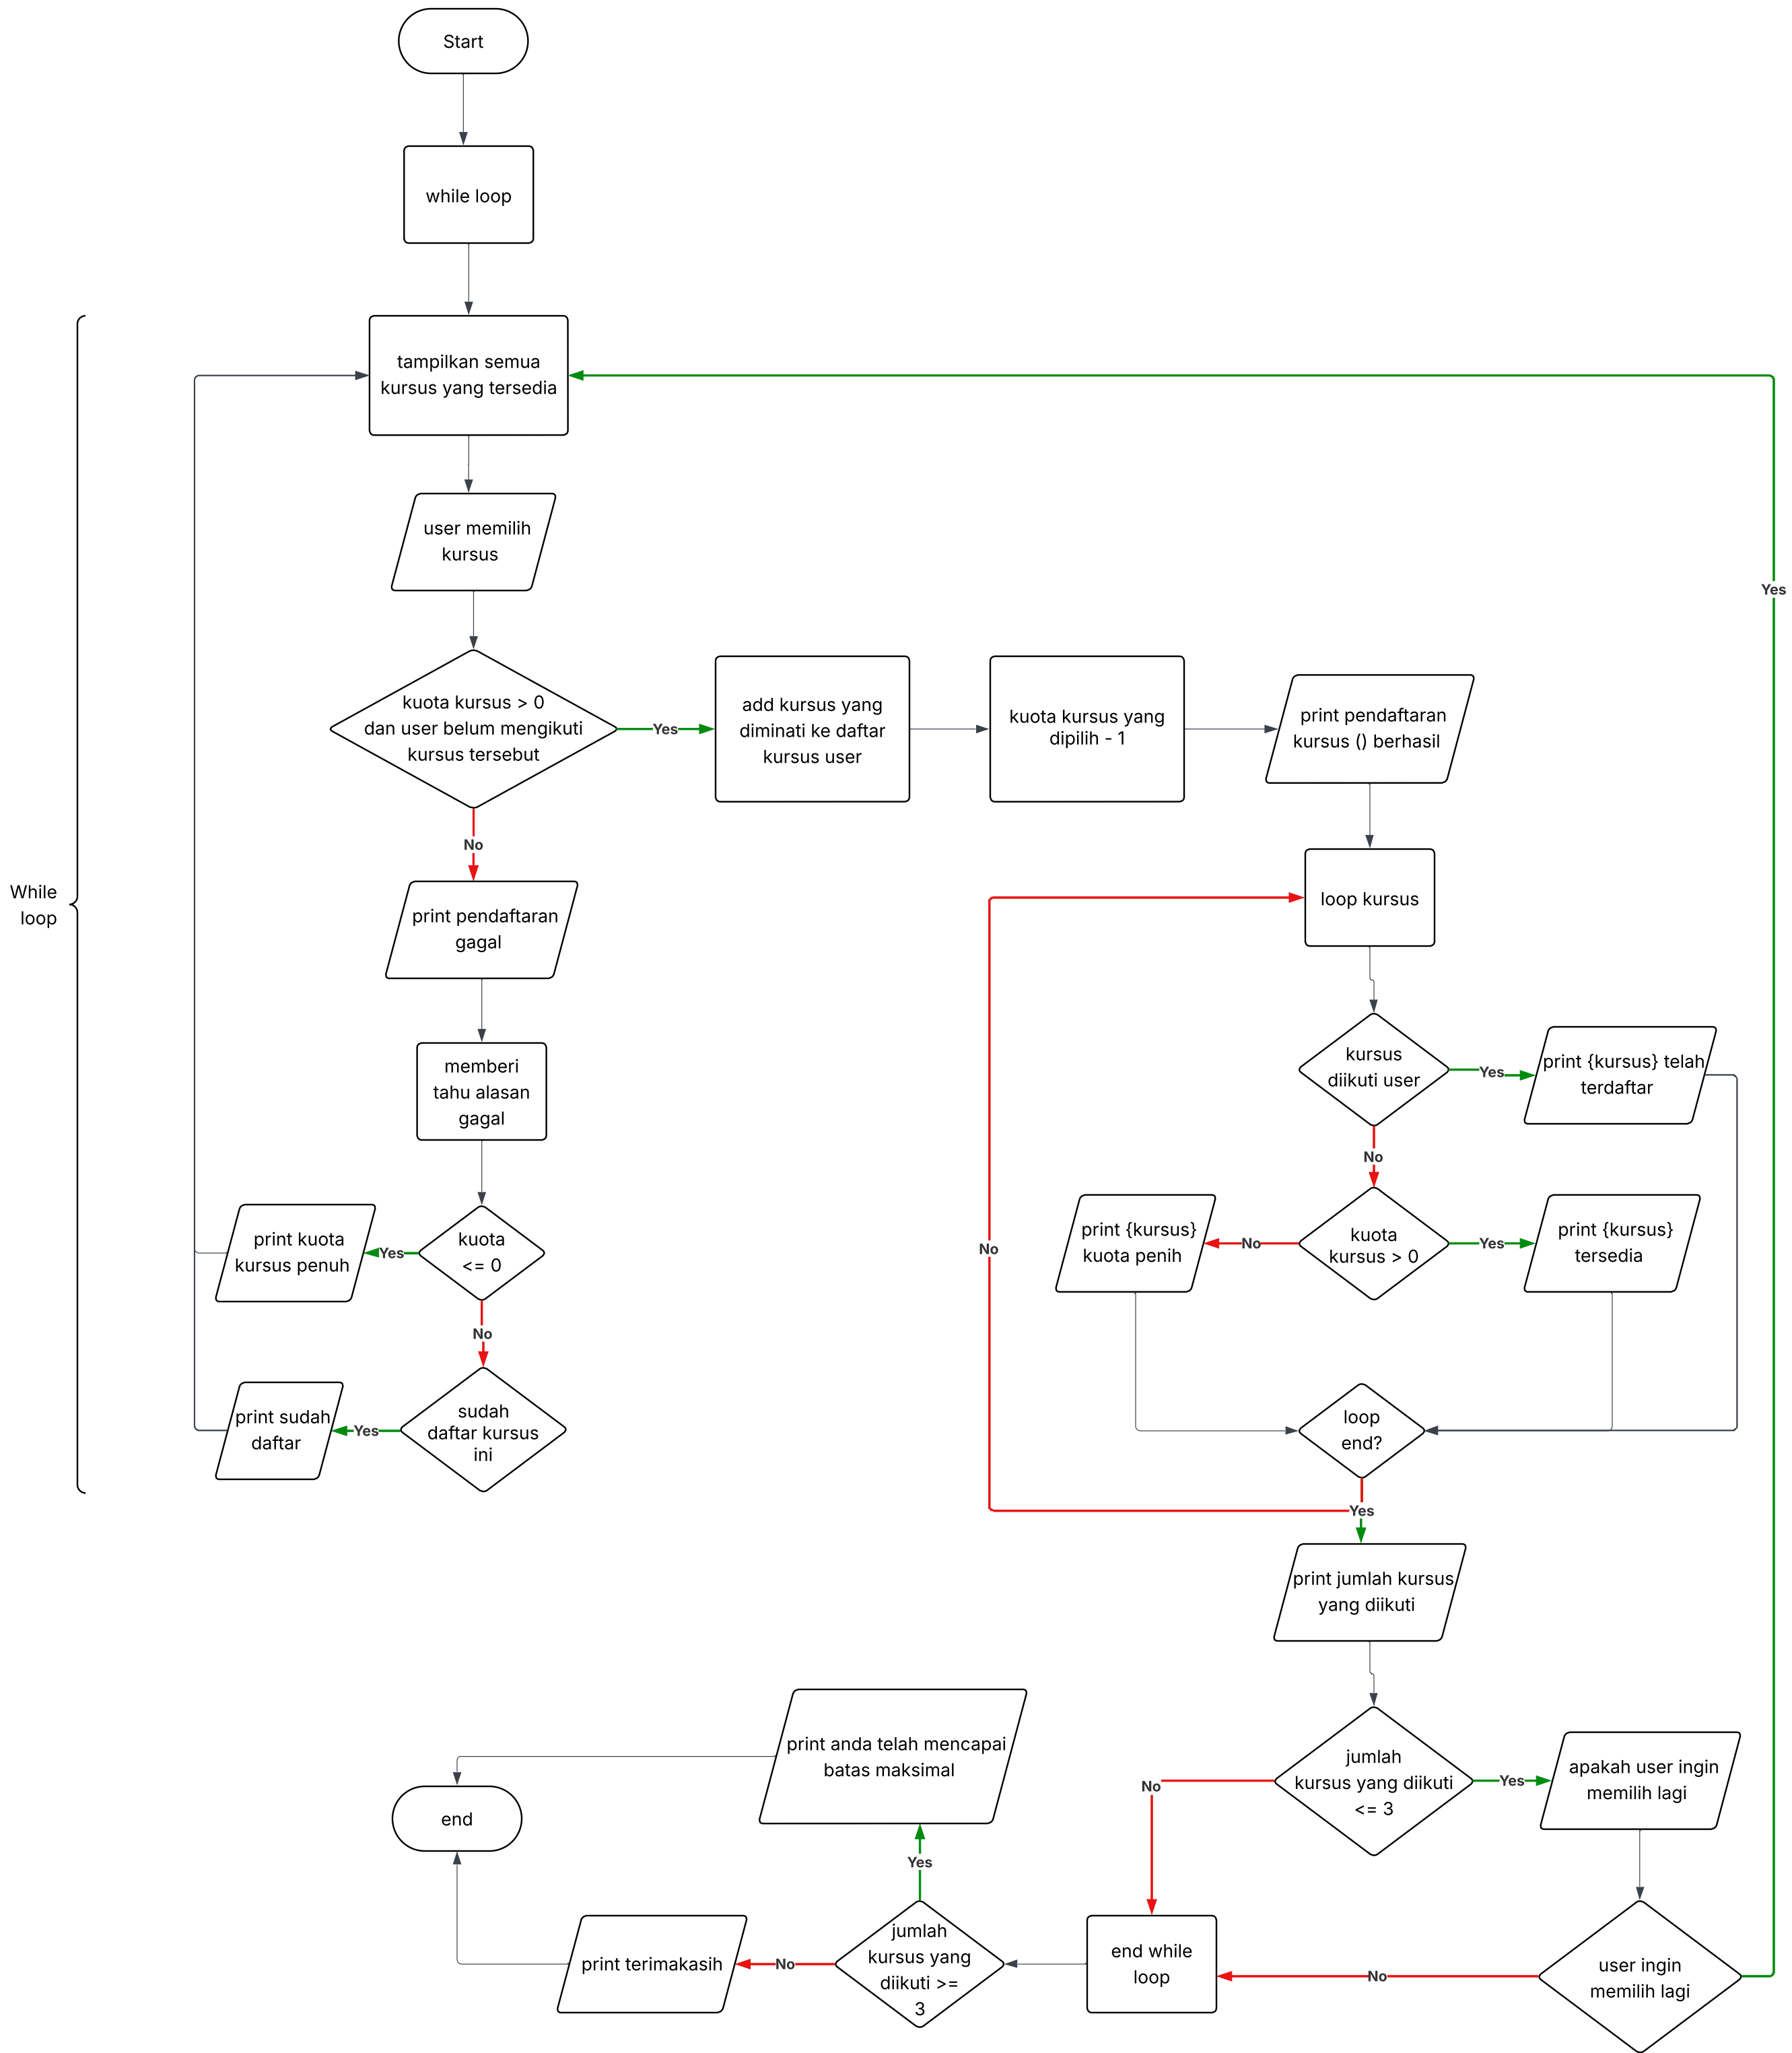 Start
while loop
tampilkan semua
kursus yang tersedia
user memilih
kursus
Yes
kuota kursus > 0
dan user belum mengikuti
kursus tersebut
Yes
add kursus yang
diminati ke daftar
kursus user
kuota kursus yang
dipilih - 1
print pendaftaran
kursus () berhasil
No
While
loop
print pendaftaran
gagal
loop kursus
memberi
tahu alasan
gagal
kursus
diikuti user
Yes
print {kursus} telah
terdaftar
No
print kuota
kursus penuh
Yes
kuota
<= 0
No
print {kursus}
kuota penih
No
kuota
kursus > 0
Yes
print {kursus}
tersedia
No
print sudah
daftar
Yes
sudah
daftar kursus
ini
loop
end?
Yes
print jumlah kursus
yang diikuti
print anda telah mencapai
batas maksimal
No
jumlah
kursus yang diikuti
<= 3
Yes
apakah user ingin
memilih lagi
end
Yes
print terimakasih
No
jumlah
kursus yang
diikuti >=
3
end while
loop
No
user ingin
memilih lagi